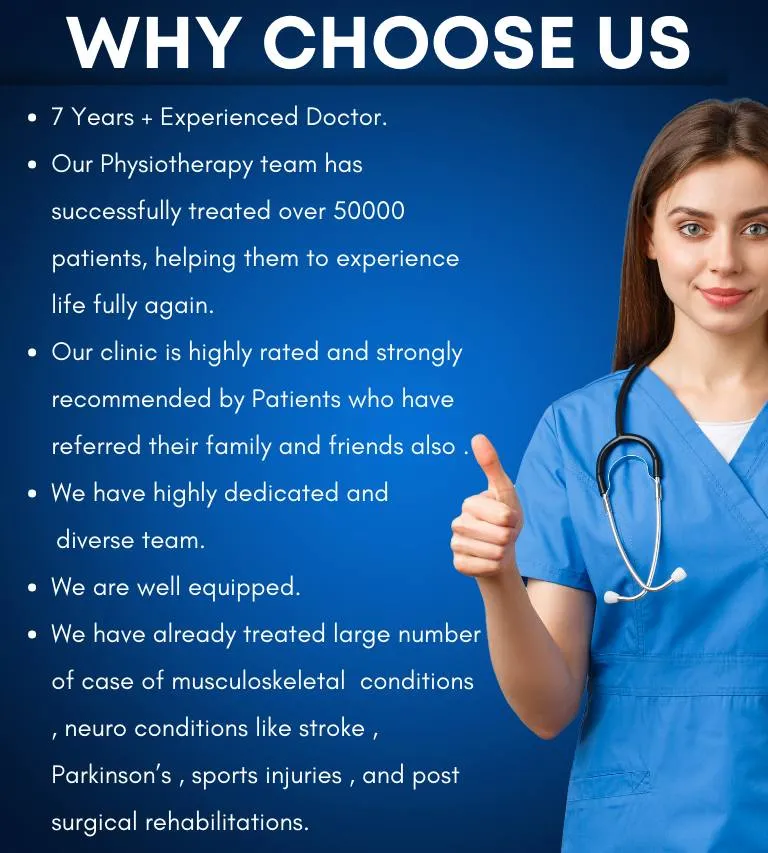 WHY CHOOSE US
• 7 Years + Experienced Doctor.
• Our Physiotherapy team has
successfully treated over 50000
patients, helping them to experience
life fully again.
• Our clinic is highly rated and strongly
recommended by Patients who have
referred their family and friends also .
• We have highly dedicated and
diverse team.
• We are well equipped.
• We have already treated large number
of case of musculoskeletal  conditions
, neuro conditions like stroke ,
Parkinson’s , sports injuries , and post
surgical rehabilitations.